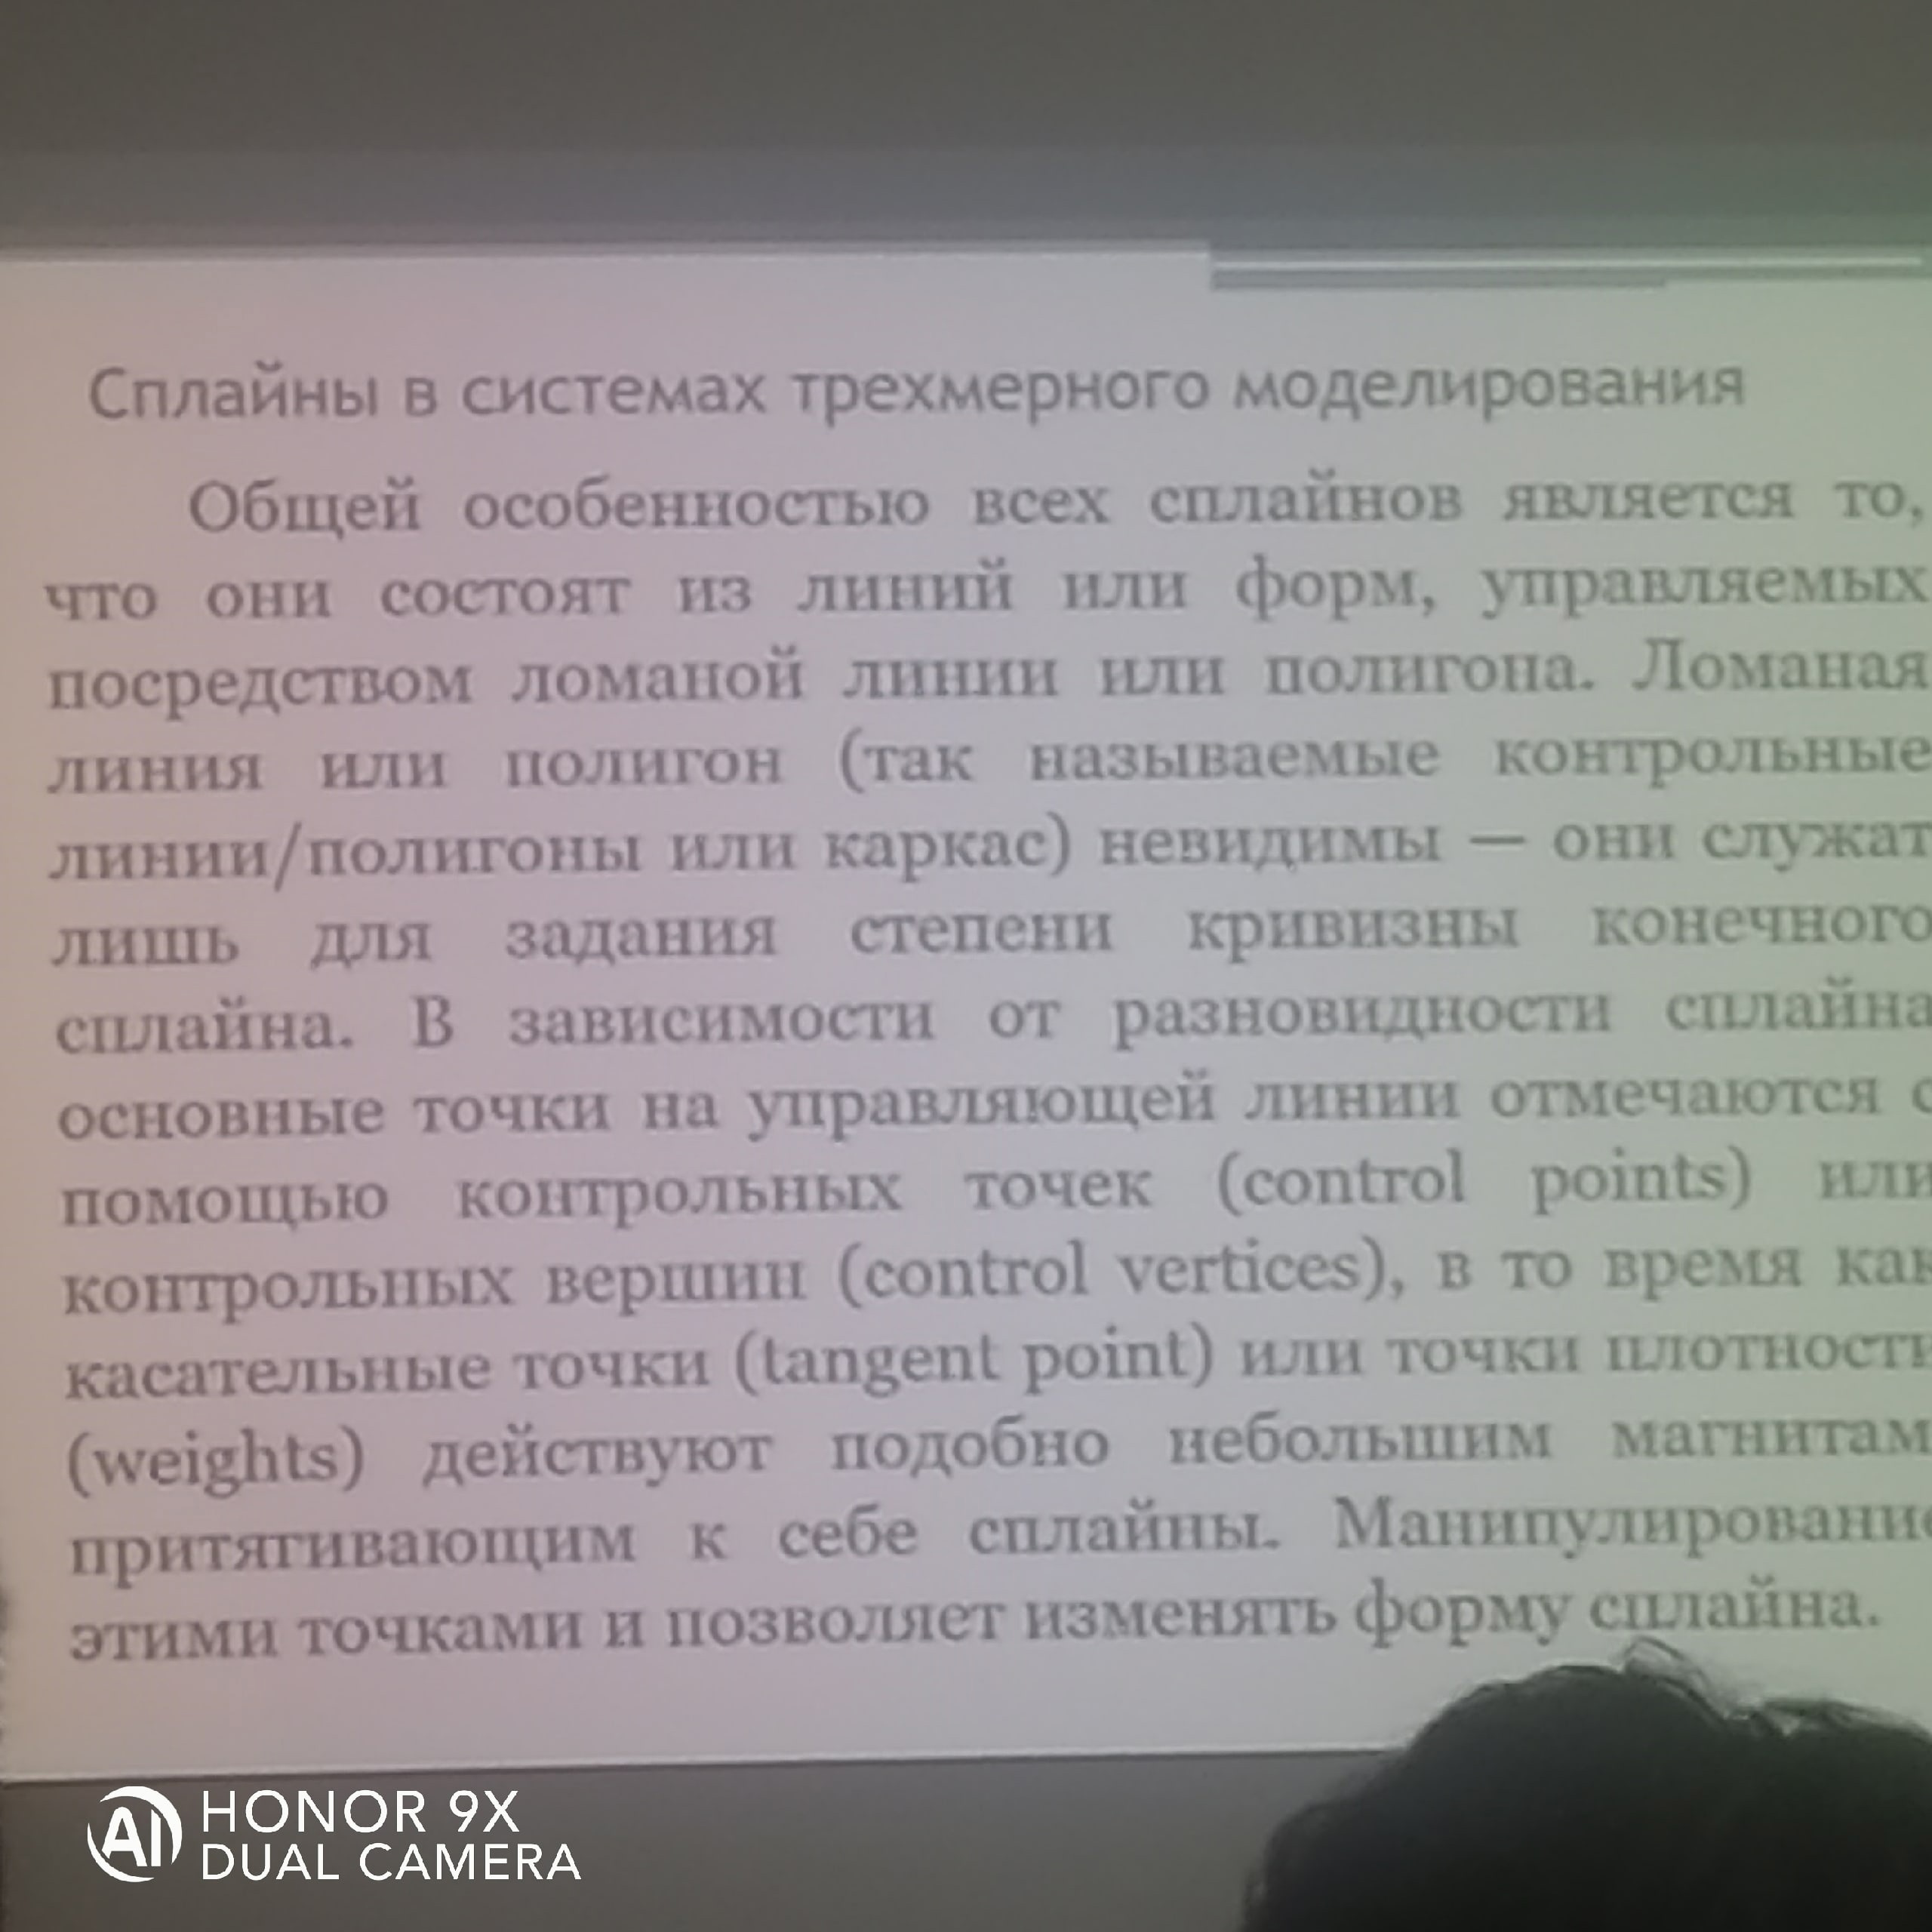 Сплайны в системах трехмерного моделирования
Общей особенностью всех сплайнов является то,
что они состоят из линий или форм, управляемых
посредством ломаной линии или полигона. Ломаная
линия или полигон (так называемые контрольные
линии/полигоны или каркас) невидимы — они служат
лишь для задания степени кривизны конечного
сплайна. В зависимости от разновидности сплайна
основные точки на управляющей линии отмечаются с
помощью контрольных точек (control points) или
контрольных вершин (control vertices), в то время как
касательные точки (tangent point) или точки плотности
(weights) действуют подобно небольшим магнитам
притягивающим к себе сплайны. Манипулирование
этими точками и позволяет изменять форму сплайна.
AI HONOR 9X
DUAL CAMERA